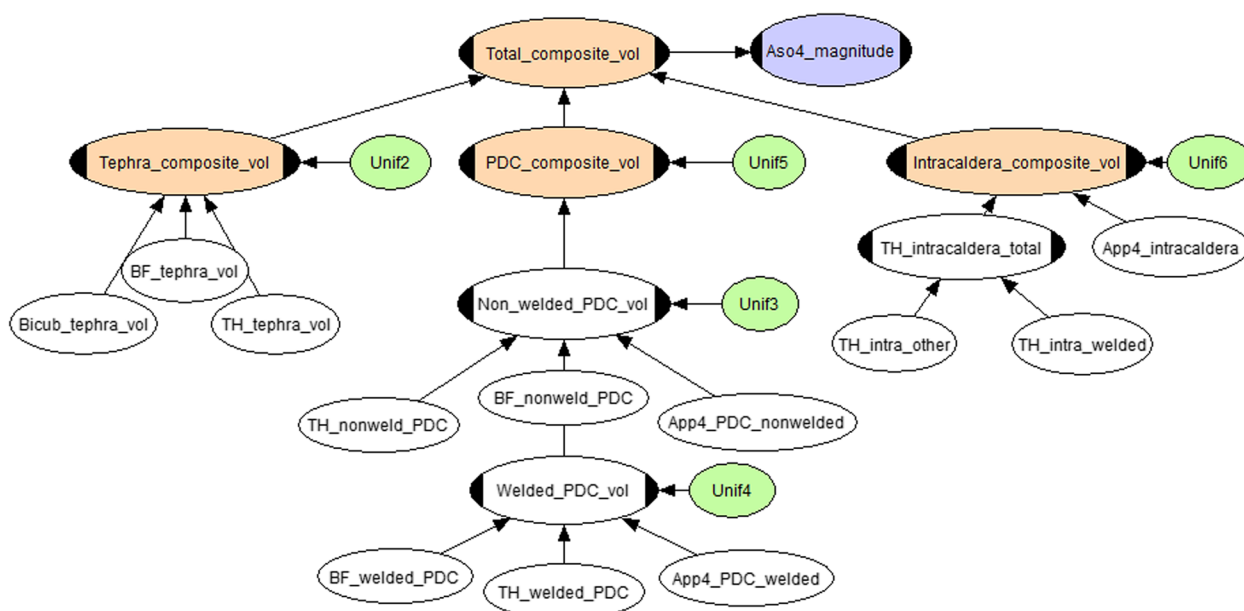 Total_composite_vol
Aso4_magnitude
Tephra_composite_vol
Unif2
PDC_composite_vol
Unif5
Intracaldera_composite_vol
Unif6
BF_tephra_vol
TH_intracaldera_total
App4_intracaldera
Bicub_tephra_vol
TH_tephra_vol
Non_welded_PDC_vol
Unif3
TH_intra_other
TH_intra_welded
BF_nonweld_PDC
TH_nonweld_PDC
App4_PDC_nonwelded
Welded_PDC_vol
Unif4
BF_welded_PDC
TH_welded_PDC
App4_PDC_welded